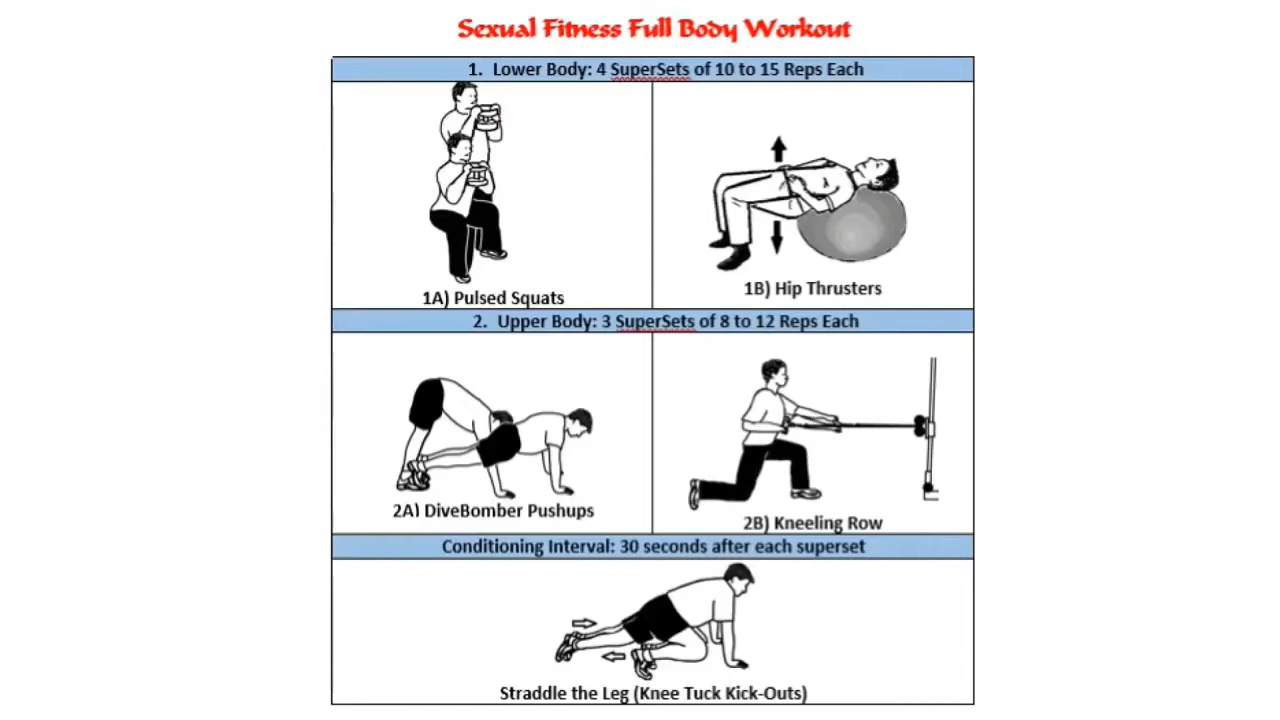 Sexual Fitness Full Body Workout
1. Lower Body: 4 SuperSets of 10 to 15 Reps Each
1A) Pulsed Squats
1B) Hip Thrusters
2. Upper Body: 3 SuperSets of 8 to 12 Reps Each
2A) DiveBomber Pushups
2B) Kneeling Row
Conditioning Interval: 30 seconds after each superset
Straddle the Leg (Knee Tuck Kick-Outs)